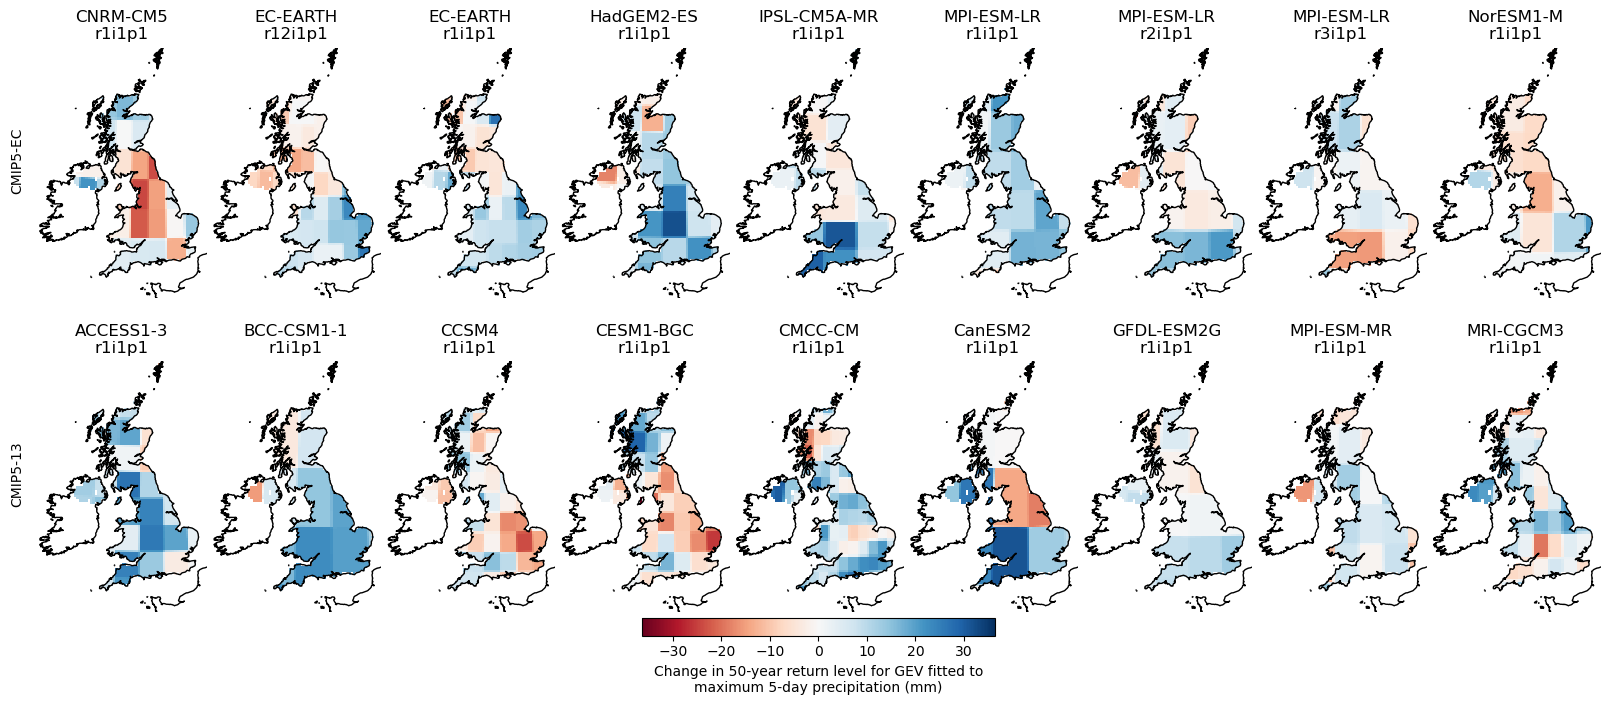 CNRM-CM5 EC-EARTH EC-EARTH HadGEM2-ES IPSL-CM5A-MR MPI-ESM-LR MPI-ESM-LR MPI-ESM-LR NorESM1-M
r1i1p1 r12i1p1 r1i1p1 r1i1p1 r1i1p1 r1i1p1 r2i1p1 r3i1p1 r1i1p1
CMIP5-EC
ACCESS1-3 BCC-CSM1-1 CCSM4 CESM1-BGC CMCC-CM CanESM2 GFDL-ESM2G MPI-ESM-MR MRI-CGCM3
r1i1p1 r1i1p1 r1i1p1 r1i1p1 r1i1p1 r1i1p1 r1i1p1 r1i1p1 r1i1p1
CMIP5-13
−30 −20 −10 0 10 20 30
Change in 50-year return level for GEV fitted to
maximum 5-day precipitation (mm)